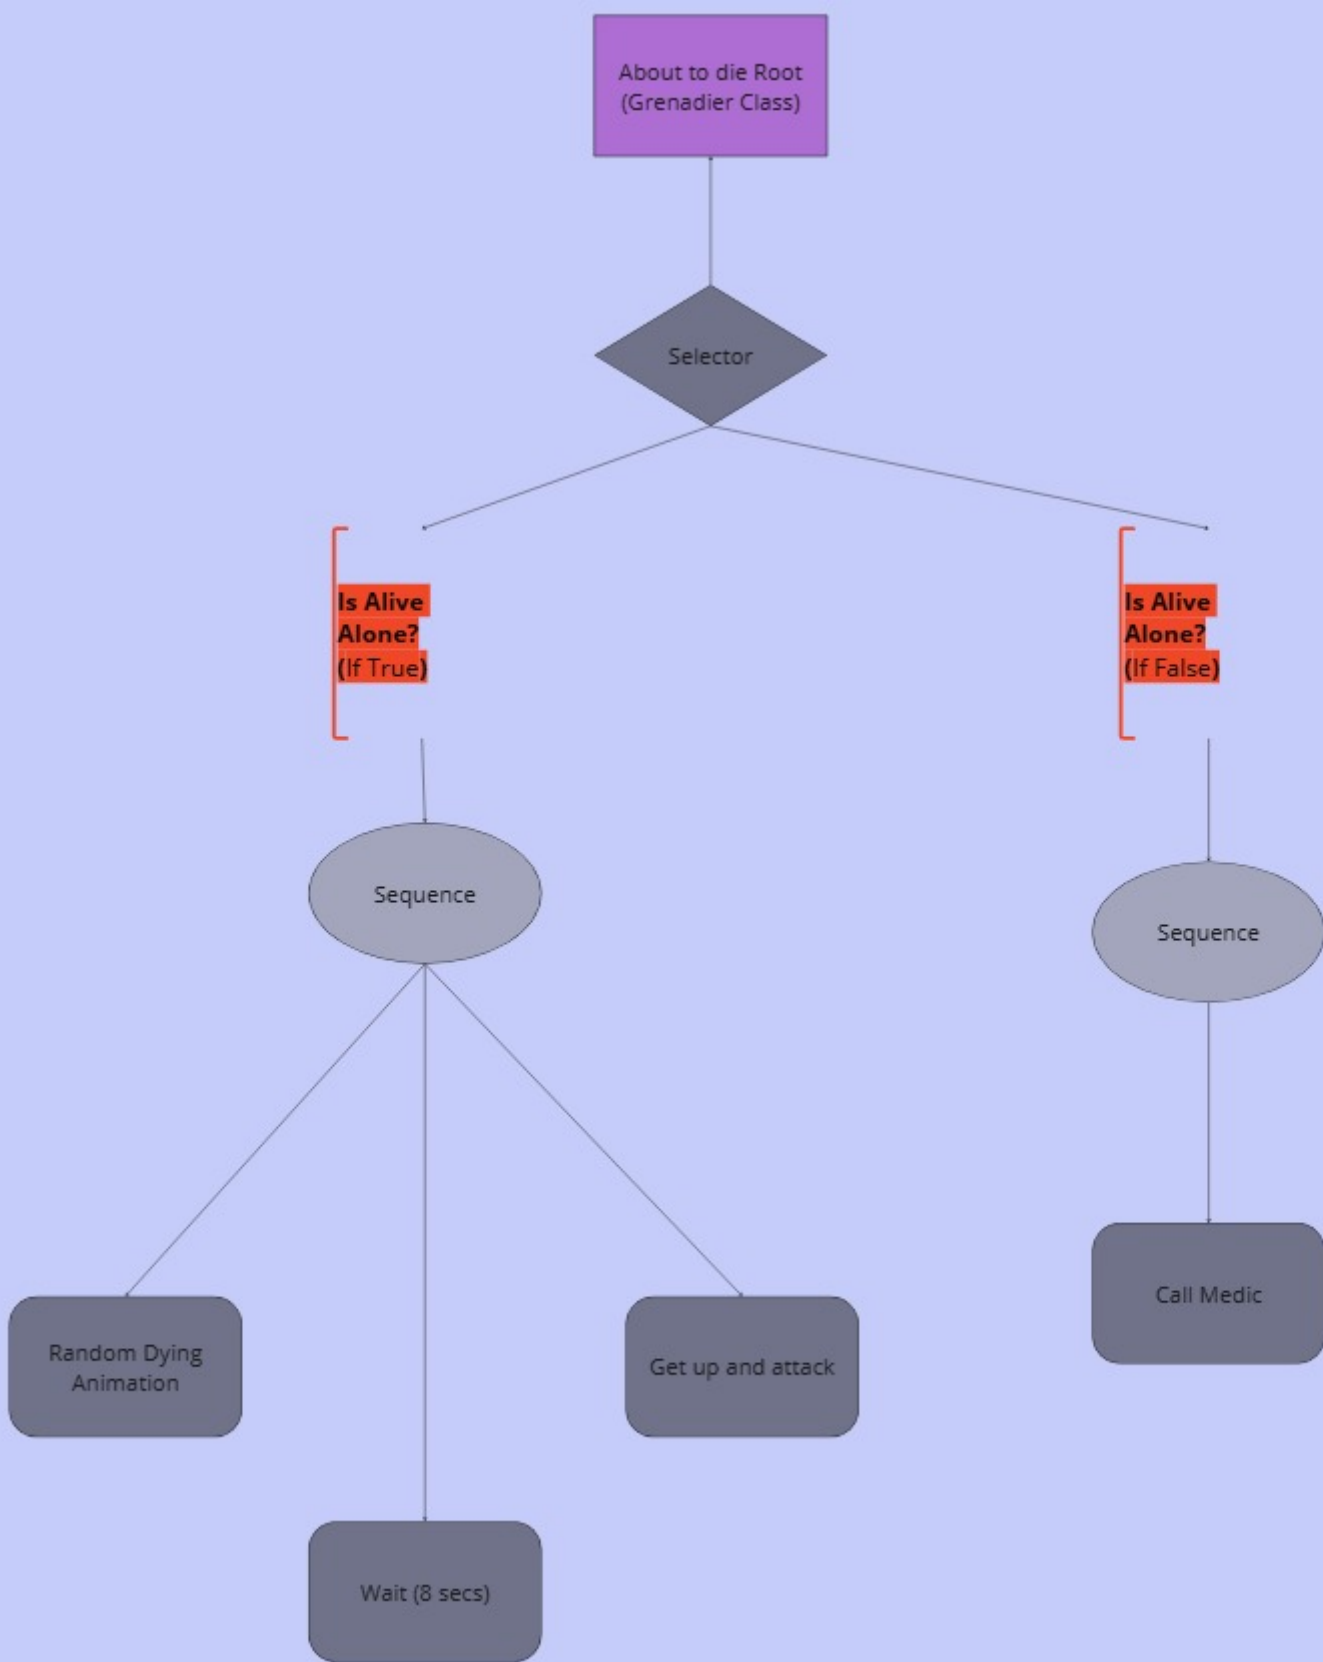 About to die Root
(Grenadier Class)
Selector
Is Alive
Alone?
(If True)
Is Alive
Alone?
(If False)
Sequence
Sequence
Call Medic
Random Dying
Animation
Get up and attack
Wait (8 secs)